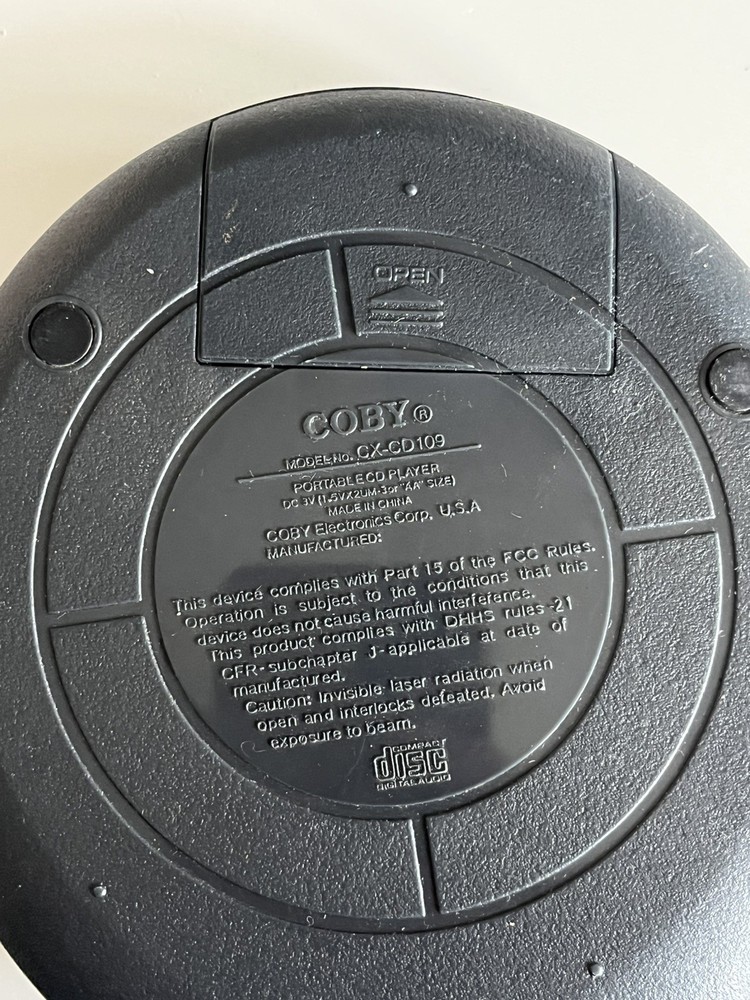 OPEN
COBY®
MODEL No. CX-CD109
PORTABLE CD PLAYER
DC 3V (1.5V X 2UM-3 or "AA" SIZE)
MADE IN CHINA
COBY Electronics Corp. U.S.A
MANUFACTURED:
This device complies with Part 15 of the FCC Rules.
Operation is subject to the conditions that this
device does not cause harmful interference.
This product complies with DHHS rules-21
CFR-subchapter J-applicable at date of
manufactured.
Caution: Invisible laser radiation when
open and interlocks defeated. Avoid
exposure to beam.
COMPACT
disc
DIGITAL AUDIO